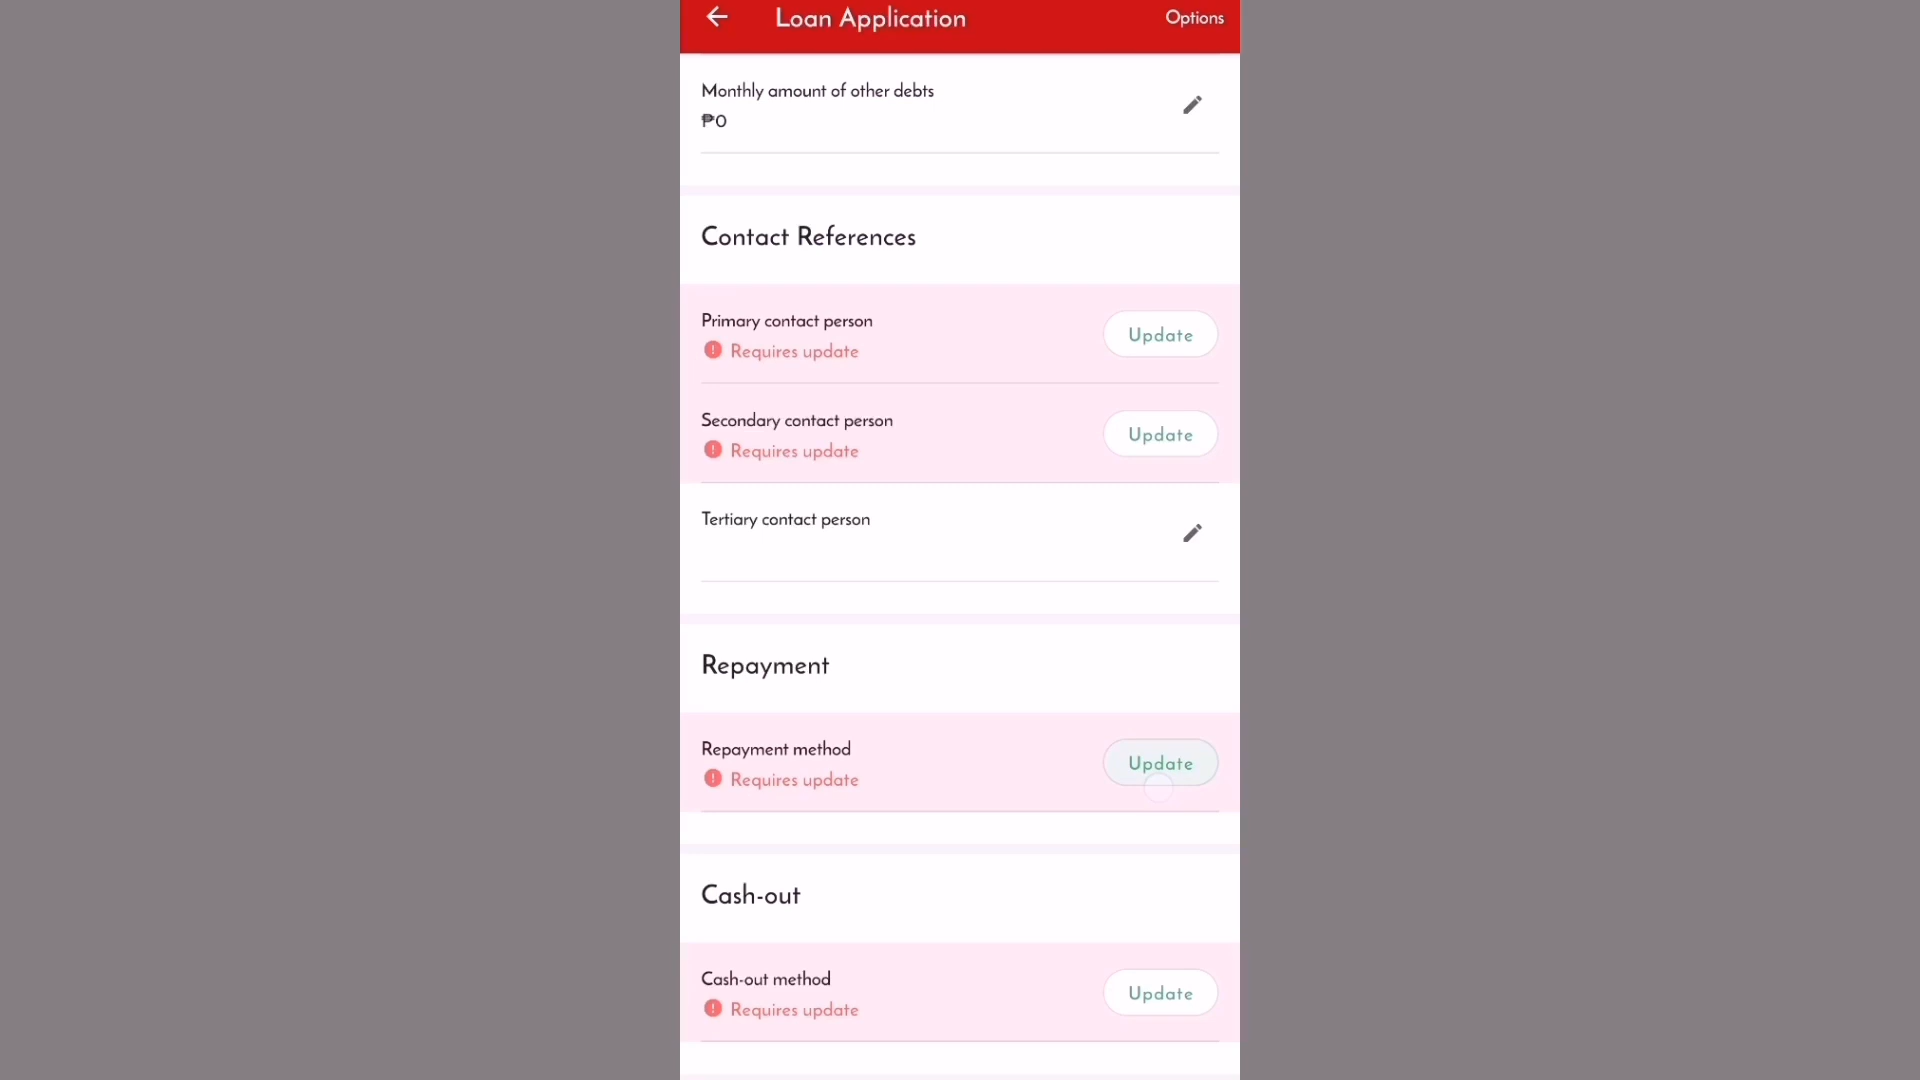 Loan Application
Options
Monthly amount of other debts
₱0
Contact References
Primary contact person
Requires update
Update
Secondary contact person
Requires update
Update
Tertiary contact person
Repayment
Repayment method
Requires update
Update
Cash-out
Cash-out method
Requires update
Update